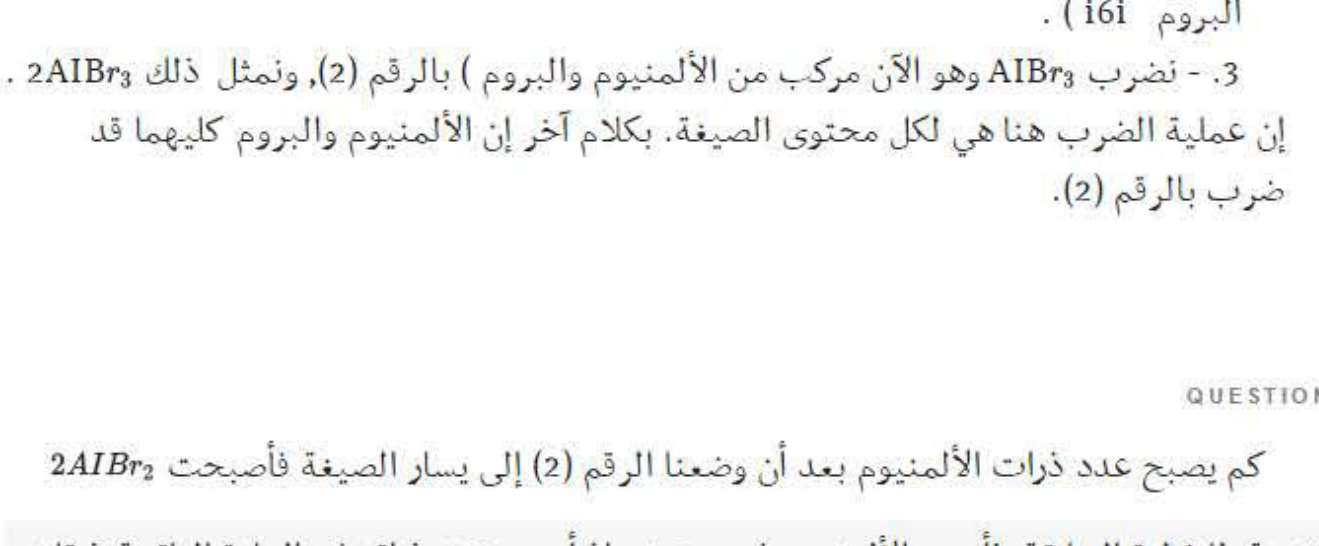 البروم i6i ) .
3. - نضرب AIBr₃ وهو الآن مركب من الألمنيوم والبروم ) بالرقم (2), ونمثل ذلك 2AIBr₃ .
إن عملية الضرب هنا هي لكل محتوى الصيغة. بكلام آخر إن الألمنيوم والبروم كليهما قد
ضرب بالرقم (2).
QUESTION
كم يصبح عدد ذرات الألمنيوم بعد أن وضعنا الرقم (2) إلى يسار الصيغة فأصبحت 2AIBr₂